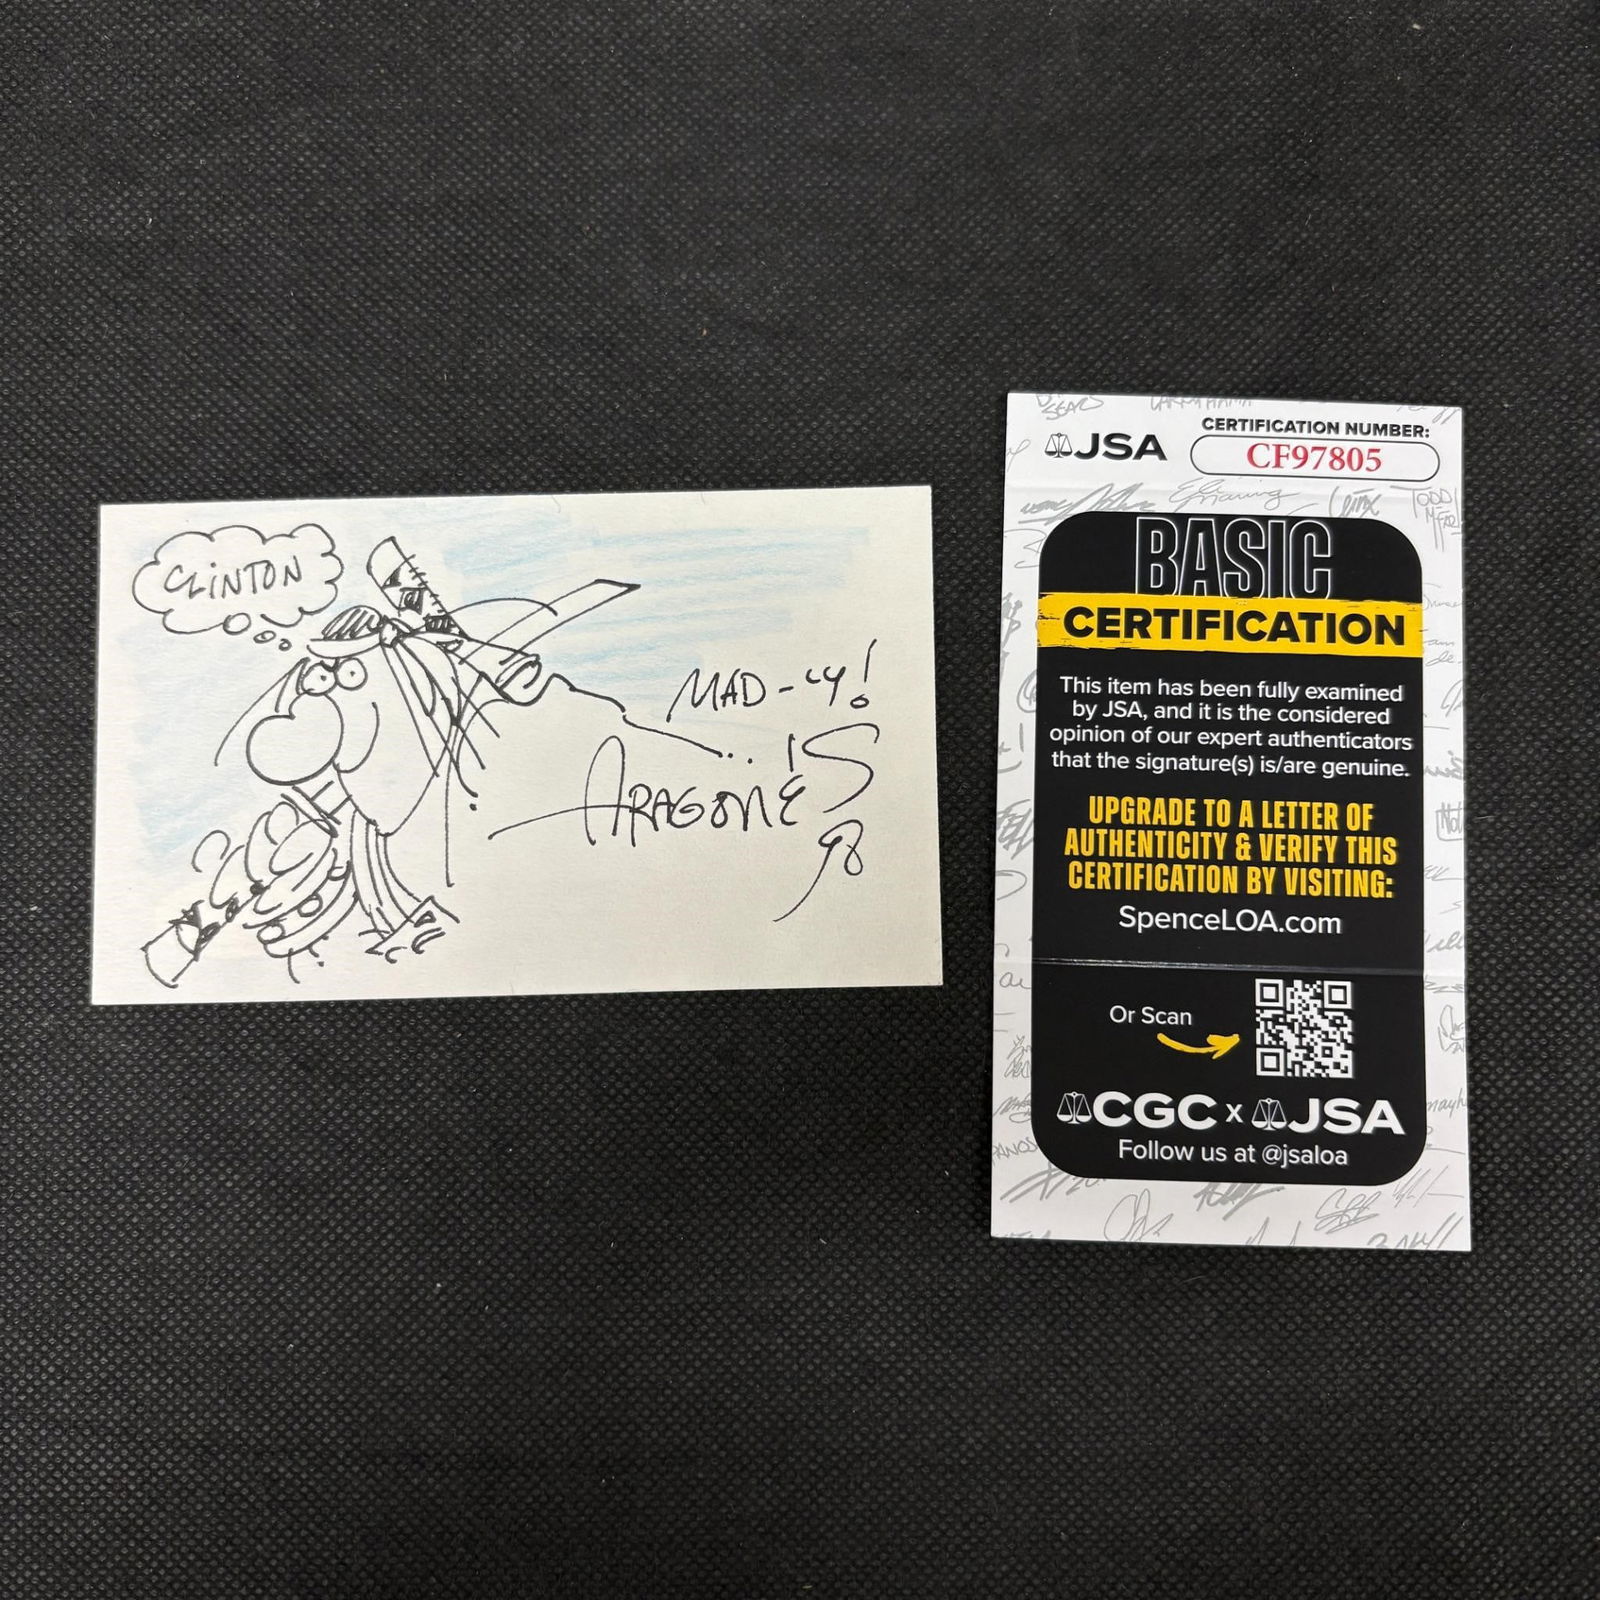 CLINTON
MAD-LY!
ARAGONES
98
JSA
CERTIFICATION NUMBER:
CF97805
BASIC
CERTIFICATION
This item has been fully examined
by JSA, and it is the considered
opinion of our expert authenticators
that the signature(s) is/are genuine.
UPGRADE TO A LETTER OF
AUTHENTICITY & VERIFY THIS
CERTIFICATION BY VISITING:
SpenceLOA.com
Or Scan
CGC x JSA
Follow us at @jsaloa